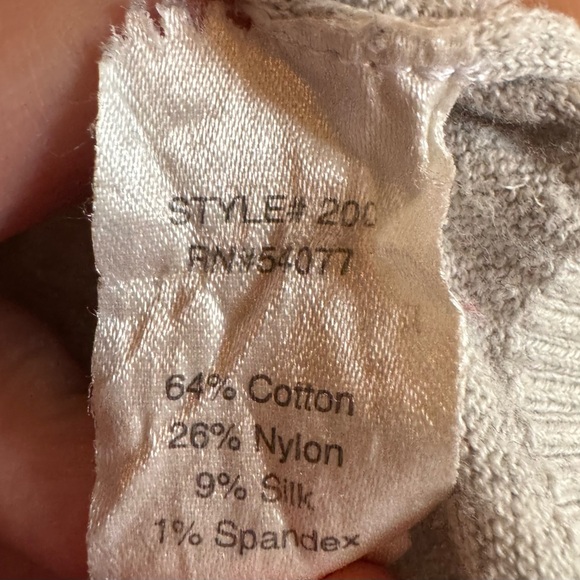 STYLE# 200
RN#54077
64% Cotton
26% Nylon
9% Silk
1% Spandex